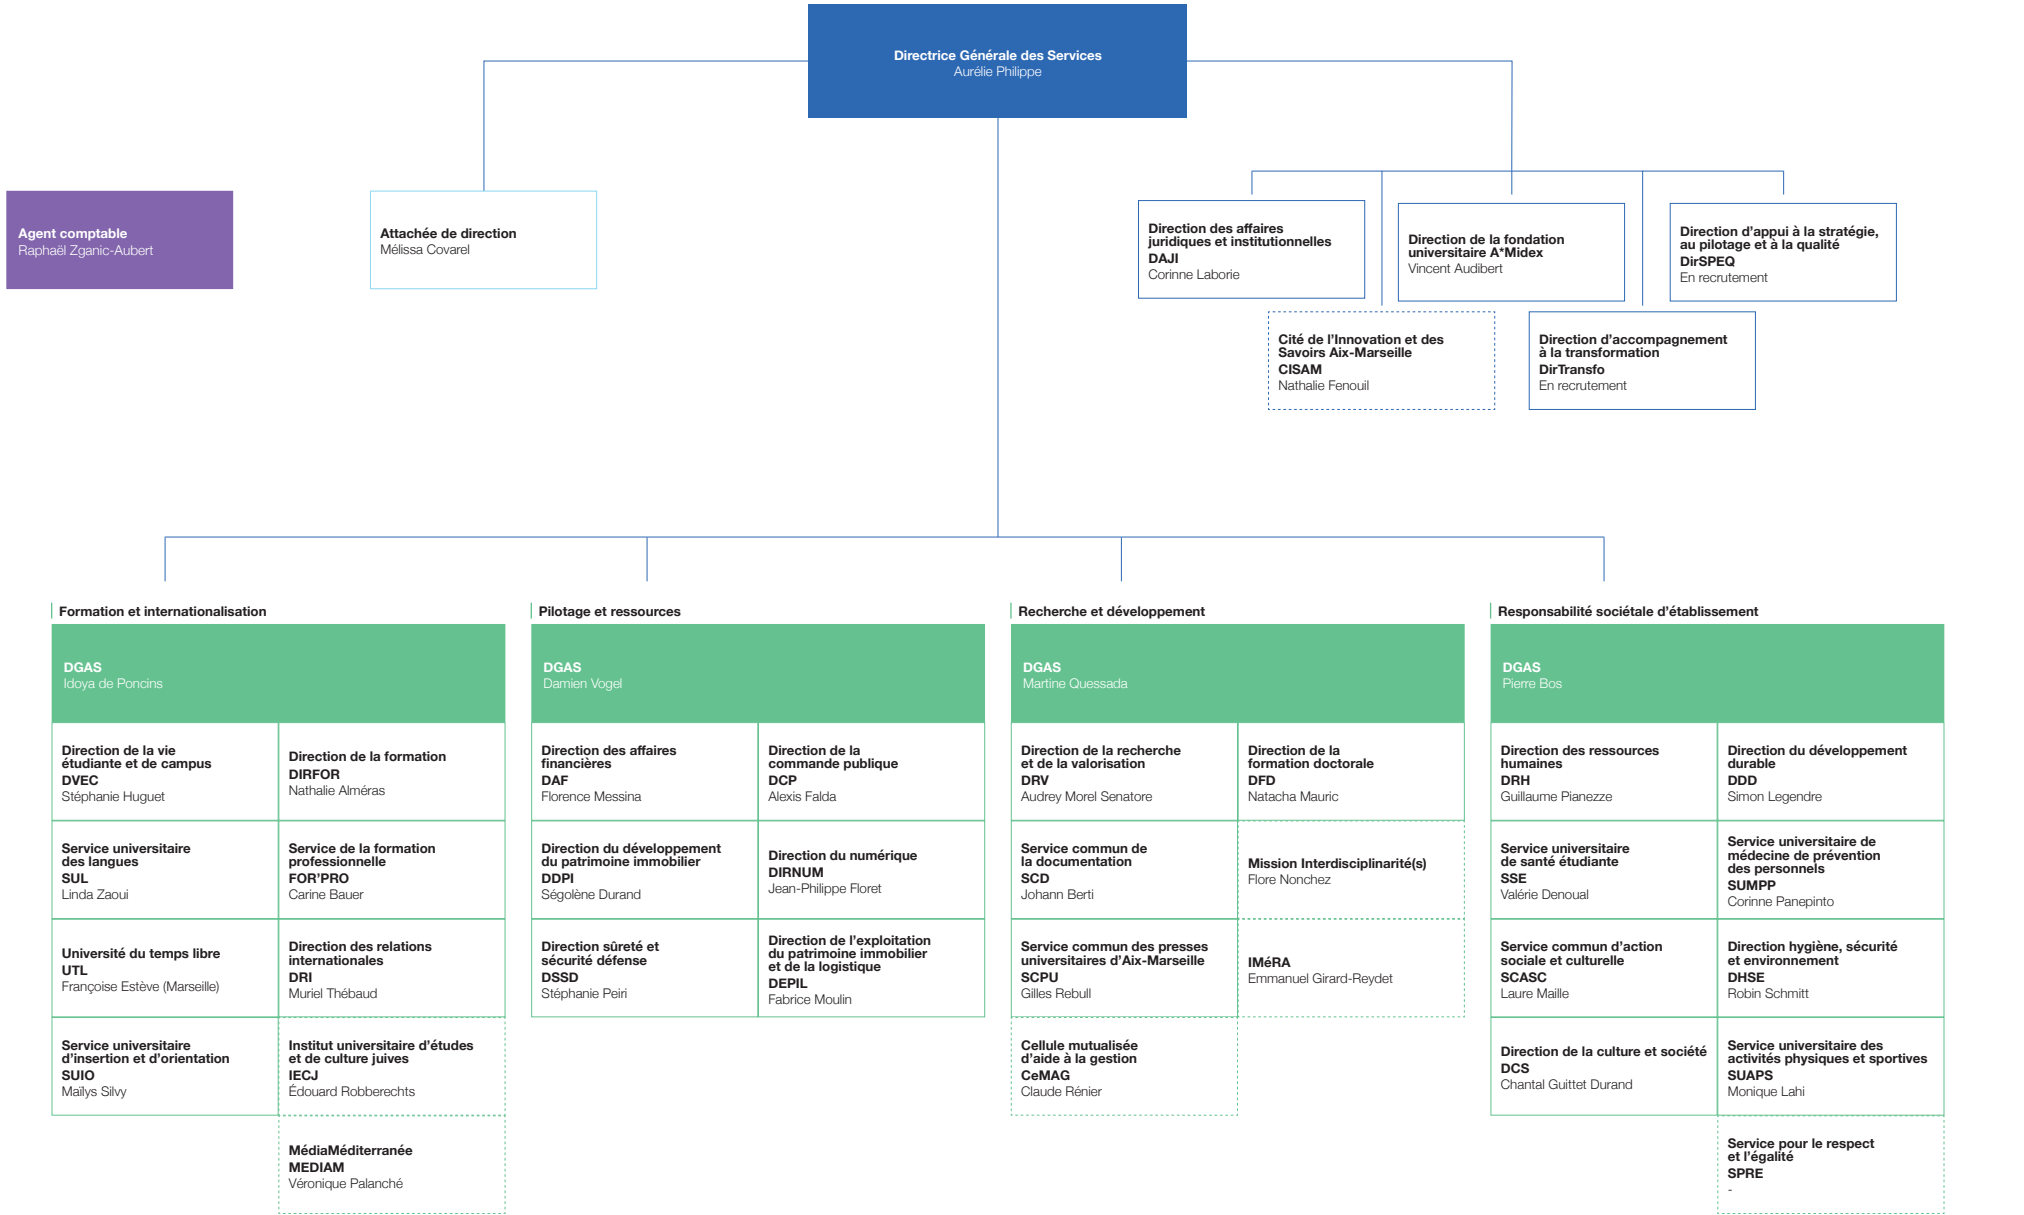 Directrice Générale des Services
Aurélie Philippe
Agent comptable
Raphaël Zganic-Aubert
Attachée de direction
Mélissa Covarel
Direction des affaires
juridiques et institutionnelles
DAJI
Corinne Laborie
Direction de la fondation
universitaire A*Midex
Vincent Audibert
Direction d’appui à la stratégie,
au pilotage et à la qualité
DirSPEQ
En recrutement
Cité de l’Innovation et des
Savoirs Aix-Marseille
CISAM
Nathalie Fenouil
Direction d’accompagnement
à la transformation
DirTransfo
En recrutement
Formation et internationalisation
DGAS
Idoya de Poncins
Direction de la vie
étudiante et de campus
DVEC
Stéphanie Huguet
Direction de la formation
DIRFOR
Nathalie Alméras
Service universitaire
des langues
SUL
Linda Zaoui
Service de la formation
professionnelle
FOR’PRO
Carine Bauer
Université du temps libre
UTL
Françoise Estève (Marseille)
Direction des relations
internationales
DRI
Muriel Thébaud
Service universitaire
d’insertion et d’orientation
SUIO
Maïlys Silvy
Institut universitaire d’études
et de culture juives
IECJ
Édouard Robberechts
MédiaMéditerranée
MEDIAM
Véronique Palanché
Pilotage et ressources
DGAS
Damien Vogel
Direction des affaires
financières
DAF
Florence Messina
Direction de la
commande publique
DCP
Alexis Falda
Direction du développement
du patrimoine immobilier
DDPI
Ségolène Durand
Direction du numérique
DIRNUM
Jean-Philippe Floret
Direction sûreté et
sécurité défense
DSSD
Stéphanie Peiri
Direction de l’exploitation
du patrimoine immobilier
et de la logistique
DEPIL
Fabrice Moulin
Recherche et développement
DGAS
Martine Quessada
Direction de la recherche
et de la valorisation
DRV
Audrey Morel Senatore
Direction de la
formation doctorale
DFD
Natacha Mauric
Service commun de
la documentation
SCD
Johann Berti
Mission Interdisciplinarité(s)
Flore Nonchez
Service commun des presses
universitaires d’Aix-Marseille
SCPU
Gilles Rebull
IMéRA
Emmanuel Girard-Reydet
Cellule mutualisée
d’aide à la gestion
CeMAG
Claude Rénier
Responsabilité sociétale d’établissement
DGAS
Pierre Bos
Direction des ressources
humaines
DRH
Guillaume Pianezze
Direction du développement
durable
DDD
Simon Legendre
Service universitaire
de santé étudiante
SSE
Valérie Denoual
Service universitaire de
médecine de prévention
des personnels
SUMPP
Corinne Panepinto
Service commun d’action
sociale et culturelle
SCASC
Laure Maille
Direction hygiène, sécurité
et environnement
DHSE
Robin Schmitt
Direction de la culture et société
DCS
Chantal Guittet Durand
Service universitaire des
activités physiques et sportives
SUAPS
Monique Lahi
Service pour le respect
et l’égalité
SPRE
-